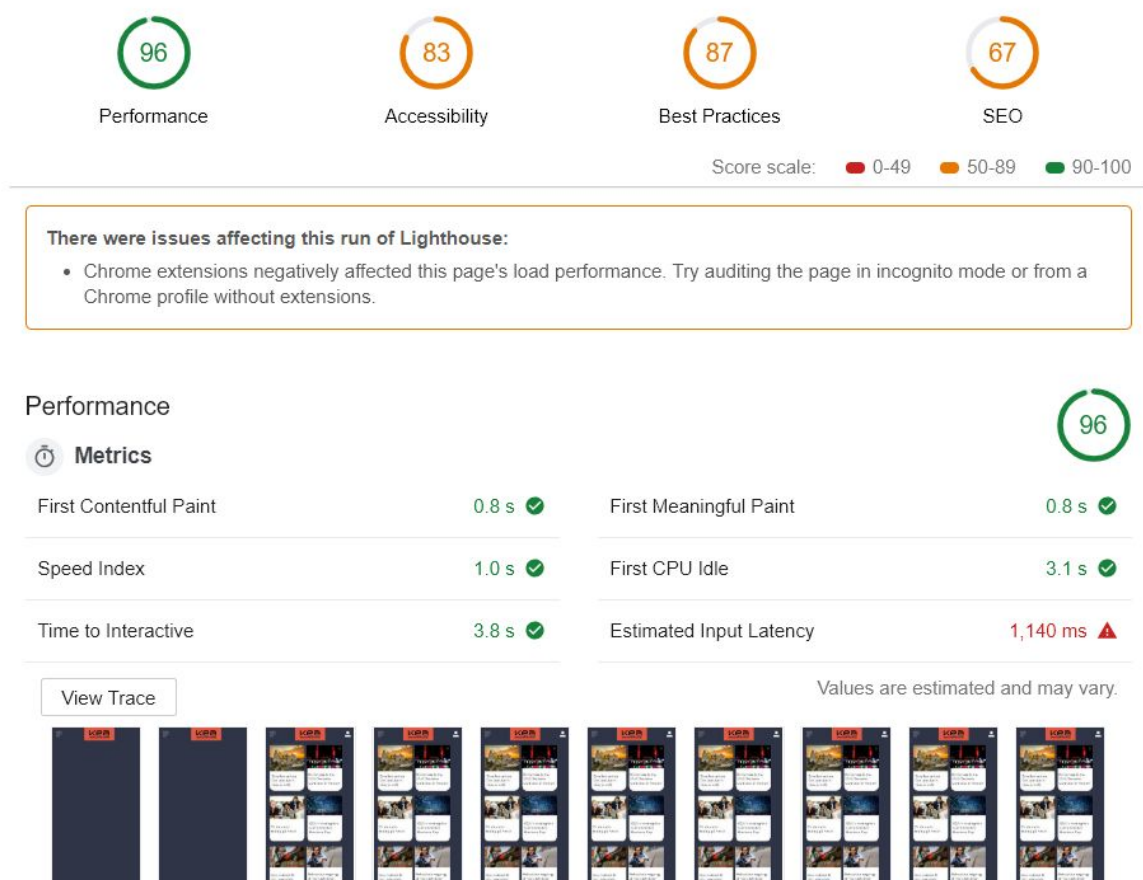 96
83
87
67
Performance
Accessibility
Best Practices
SEO
Score scale: 0-49 50-89 90-100
There were issues affecting this run of Lighthouse:
• Chrome extensions negatively affected this page's load performance. Try auditing the page in incognito mode or from a
Chrome profile without extensions.
Performance
96
Metrics
First Contentful Paint 0.8 s
First Meaningful Paint 0.8 s
Speed Index 1.0 s
First CPU Idle 3.1 s
Time to Interactive 3.8 s
Estimated Input Latency 1,140 ms
View Trace
Values are estimated and may vary.